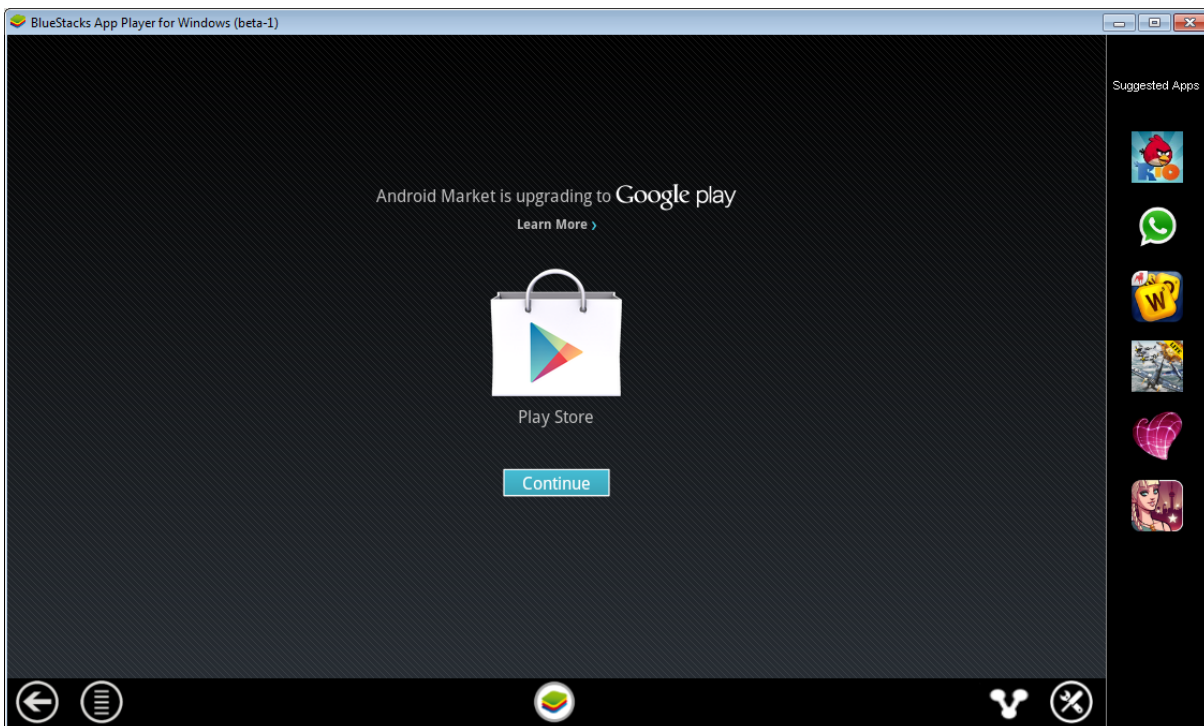 BlueStacks App Player for Windows (beta-1)
Suggested Apps
Android Market is upgrading to Google play
Learn More ›
Play Store
Continue
RIO
W